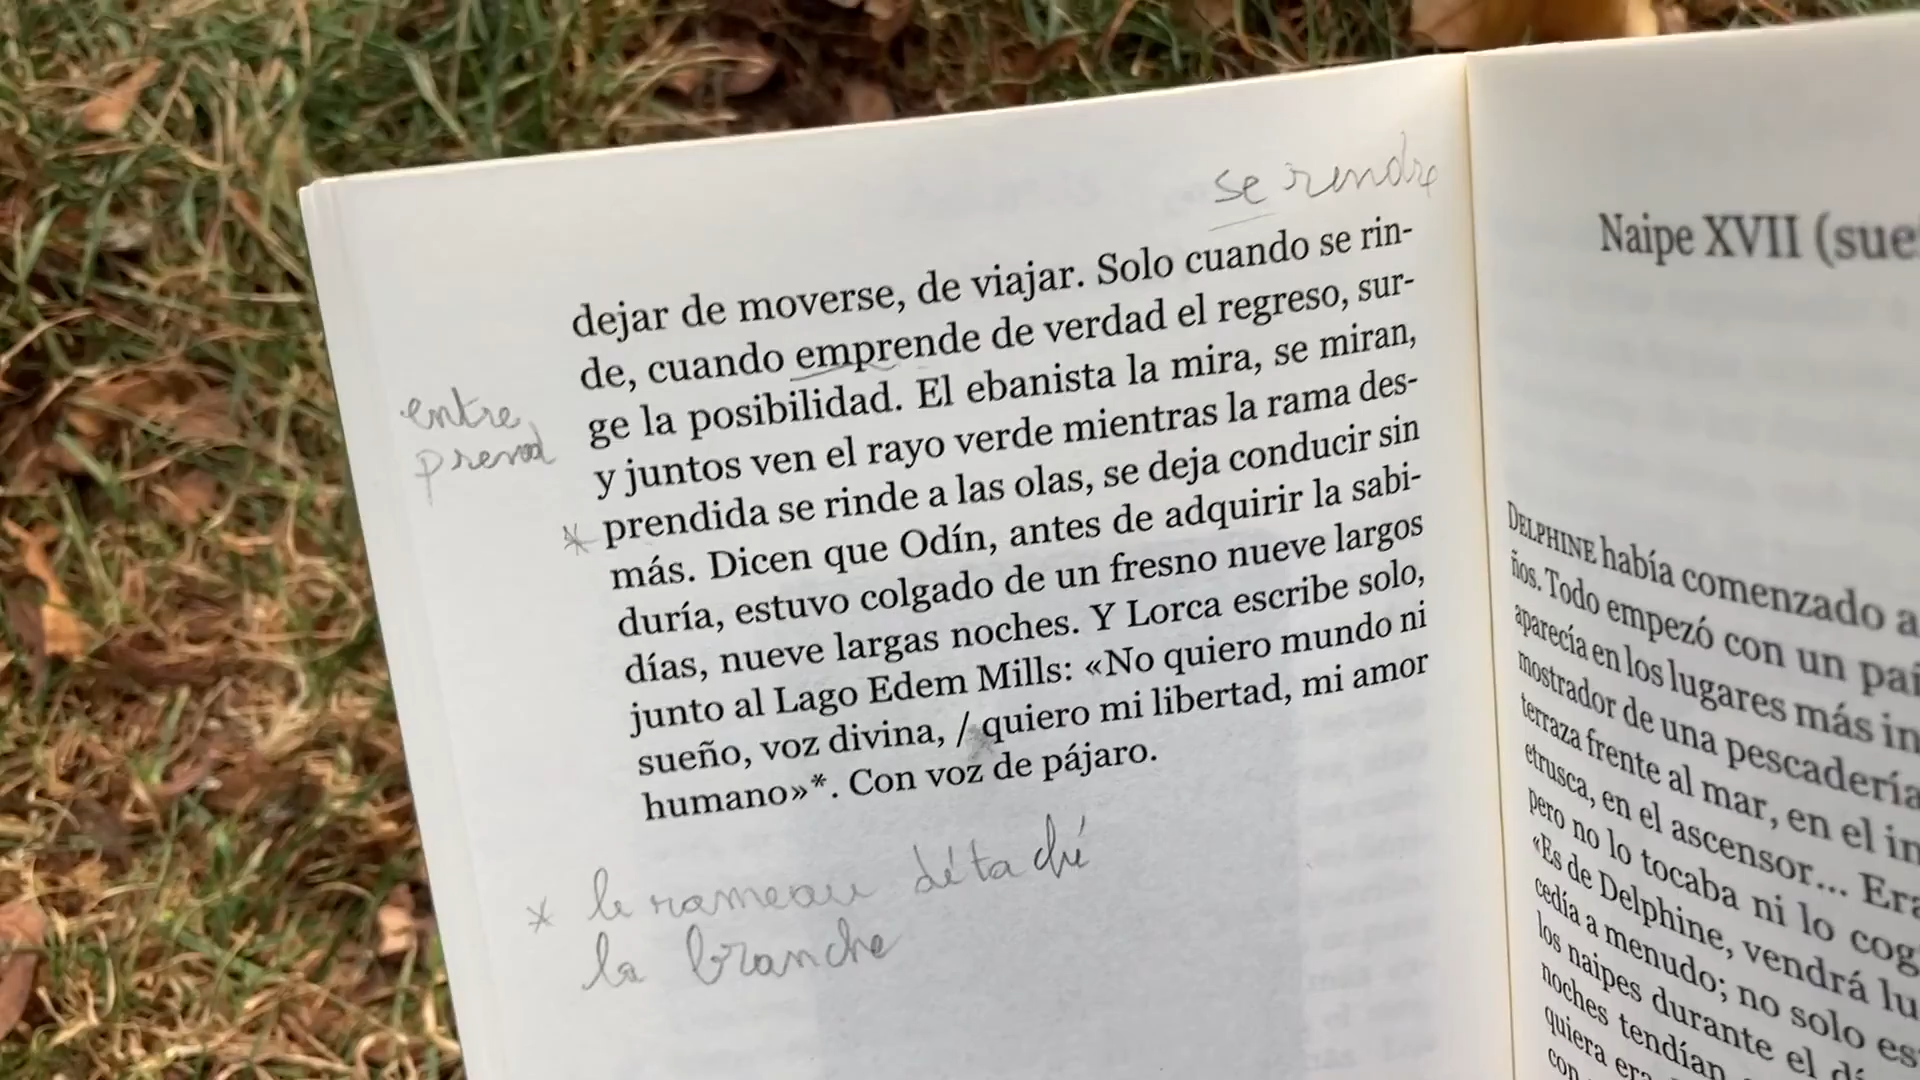 se rendre
dejar de moverse, de viajar. Solo cuando se rin-
de, cuando emprende de verdad el regreso, sur-
ge la posibilidad. El ebanista la mira, se miran,
y juntos ven el rayo verde mientras la rama des-
prendida se rinde a las olas, se deja conducir sin
más. Dicen que Odín, antes de adquirir la sabi-
duría, estuvo colgado de un fresno nueve largos
días, nueve largas noches. Y Lorca escribe solo,
junto al Lago Edem Mills: «No quiero mundo ni
sueño, voz divina, / quiero mi libertad, mi amor
humano»*. Con voz de pájaro.
entre
prend
*
* le rameau détaché
la branche
Naipe XVII (sue
DELPHINE había comenzado a
ños. Todo empezó con un pai
aparecía en los lugares más in
mostrador de una pescadería
terraza frente al mar, en el in
etrusca, en el ascensor... Era
pero no lo tocaba ni lo cog
«Es de Delphine, vendrá lu
cedía a menudo; no solo es
los naipes durante el dí
noches tendían
quiera era
con